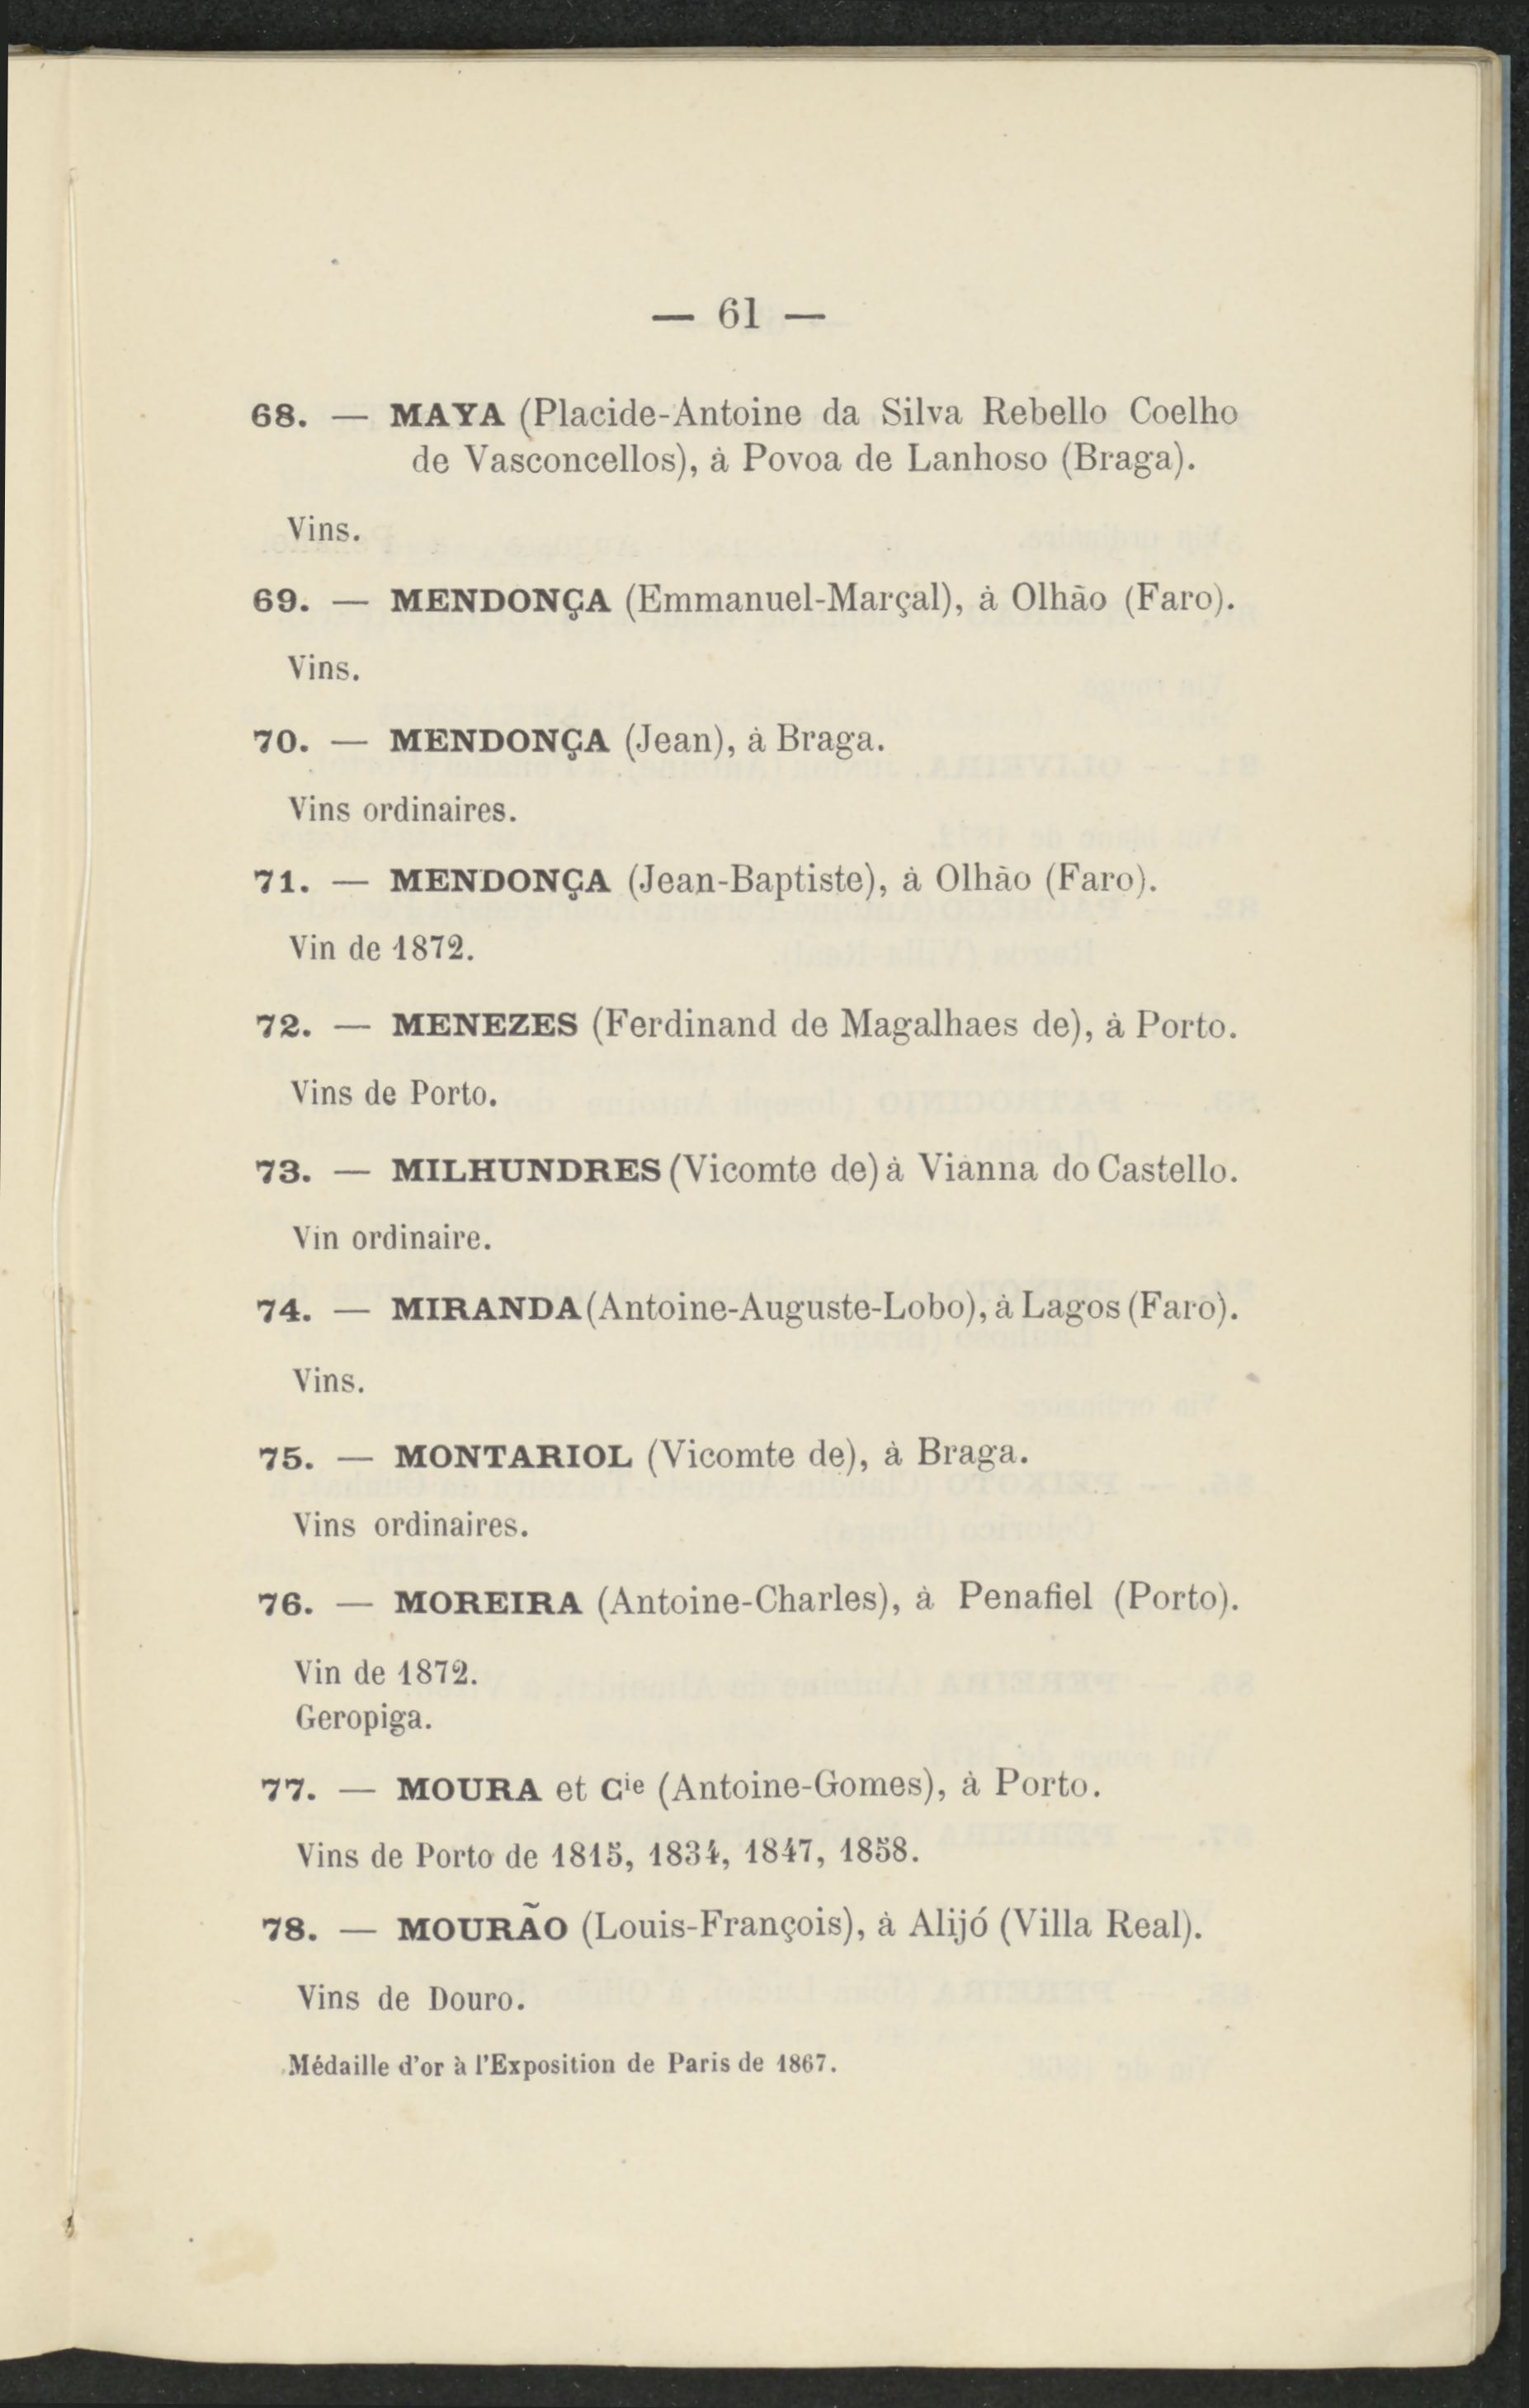 — 61 —
68. — MAYA (Placide-Antoine da Silva Rebello Coelho
de Vasconcellos), à Povoa de Lanhoso (Braga).
Vins.
69. — MENDONÇA (Emmanuel-Marçal), à Olhão (Faro).
Vins.
70. — MENDONÇA (Jean), à Braga.
Vins ordinaires.
71. — MENDONÇA (Jean-Baptiste), à Olhão (Faro).
Vin de 1872.
72. — MENEZES (Ferdinand de Magalhaes de), à Porto.
Vins de Porto.
73. — MILHUNDRES (Vicomte de) à Vianna do Castello.
Vin ordinaire.
74. — MIRANDA (Antoine-Auguste-Lobo), à Lagos (Faro).
Vins.
75. — MONTARIOL (Vicomte de), à Braga.
Vins ordinaires.
76. — MOREIRA (Antoine-Charles), à Penafiel (Porto).
Vin de 1872.
Geropiga.
77. — MOURA et Cie (Antoine-Gomes), à Porto.
Vins de Porto de 1815, 1834, 1847, 1858.
78. — MOURÃO (Louis-François), à Alijó (Villa Real).
Vins de Douro.
Médaille d'or à l'Exposition de Paris de 1867.